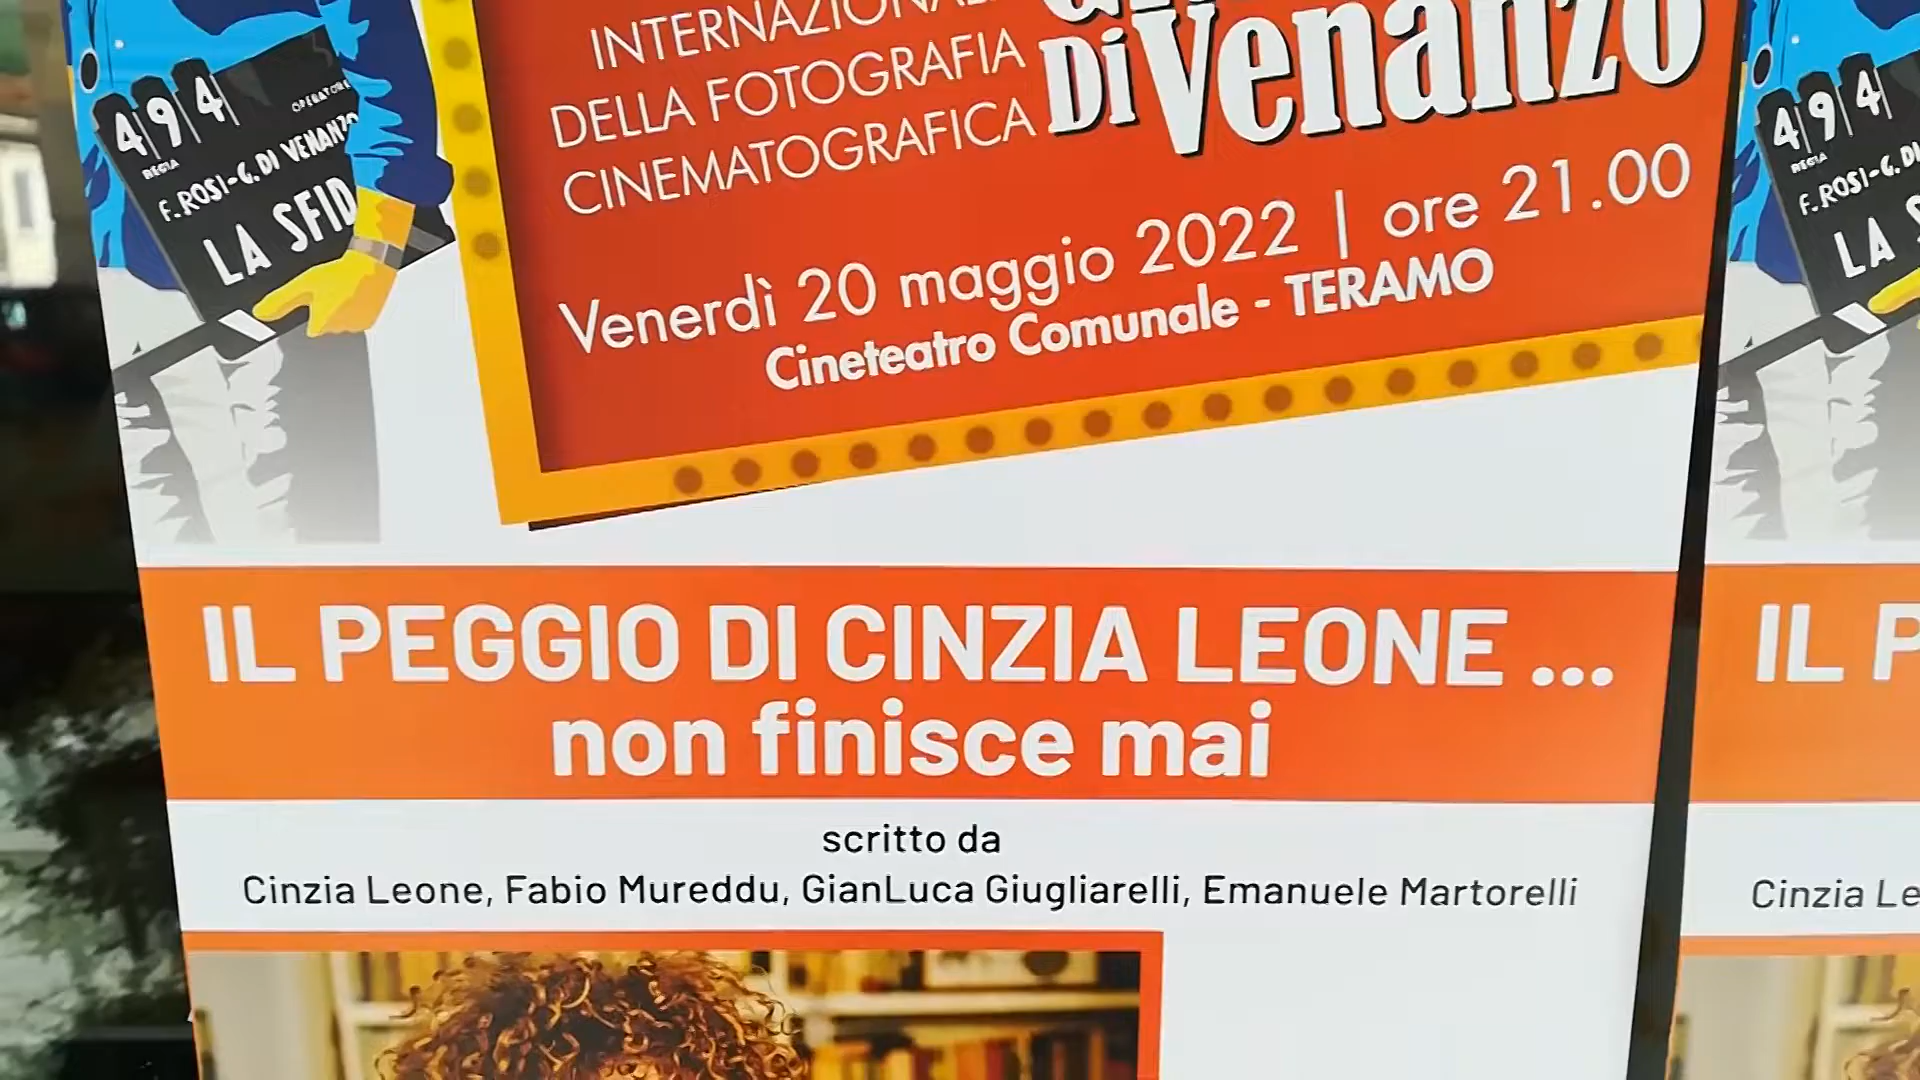 INTERNAZIONALE
DELLA FOTOGRAFIA
CINEMATOGRAFICA
DI VENANZO
Venerdì 20 maggio 2022 | ore 21.00
Cineteatro Comunale - TERAMO
494
OPERATORE
REGIA
F. ROSI-G. DI VENANZO
LA SFID
IL PEGGIO DI CINZIA LEONE ...
non finisce mai
scritto da
Cinzia Leone, Fabio Mureddu, GianLuca Giugliarelli, Emanuele Martorelli
494
REGIA
F. ROSI-G. DI
LA S
IL P
Cinzia Le